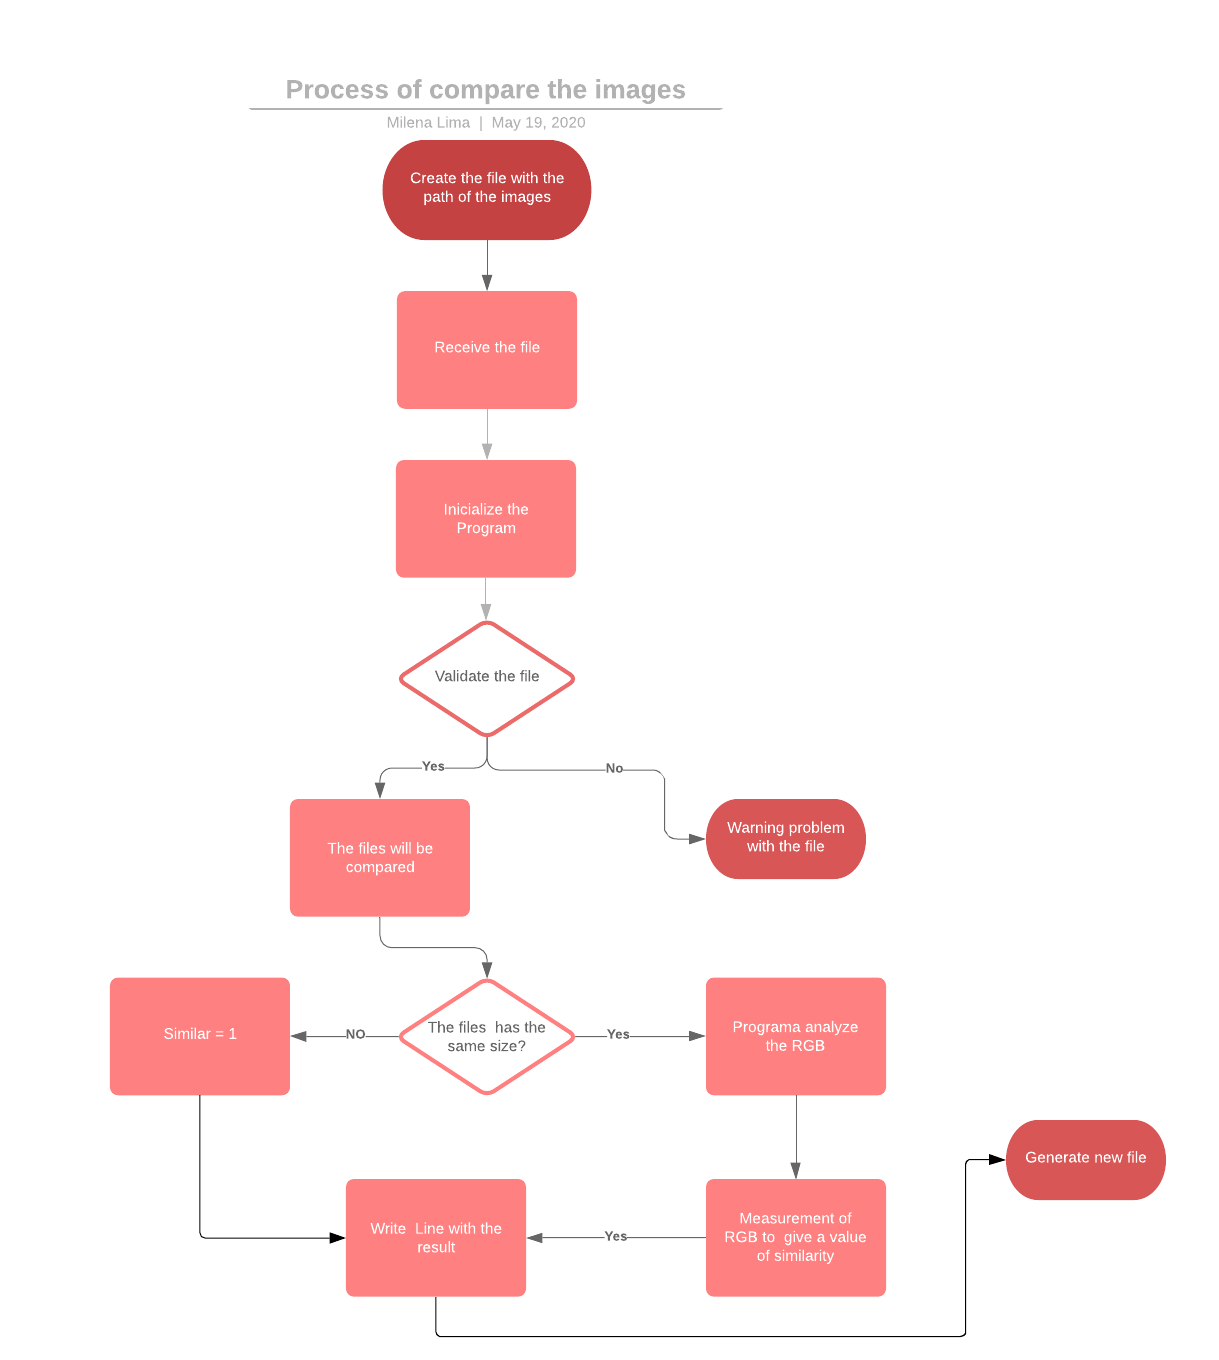 Process of compare the images
Milena Lima | May 19, 2020
Create the file with the
path of the images
Receive the file
Inicialize the
Program
Validate the file
Yes
No
The files will be
compared
Warning problem
with the file
Similar = 1
NO
The files  has the
same size?
Yes
Programa analyze
the RGB
Generate new file
Write  Line with the
result
Yes
Measurement of
RGB to  give a value
of similarity